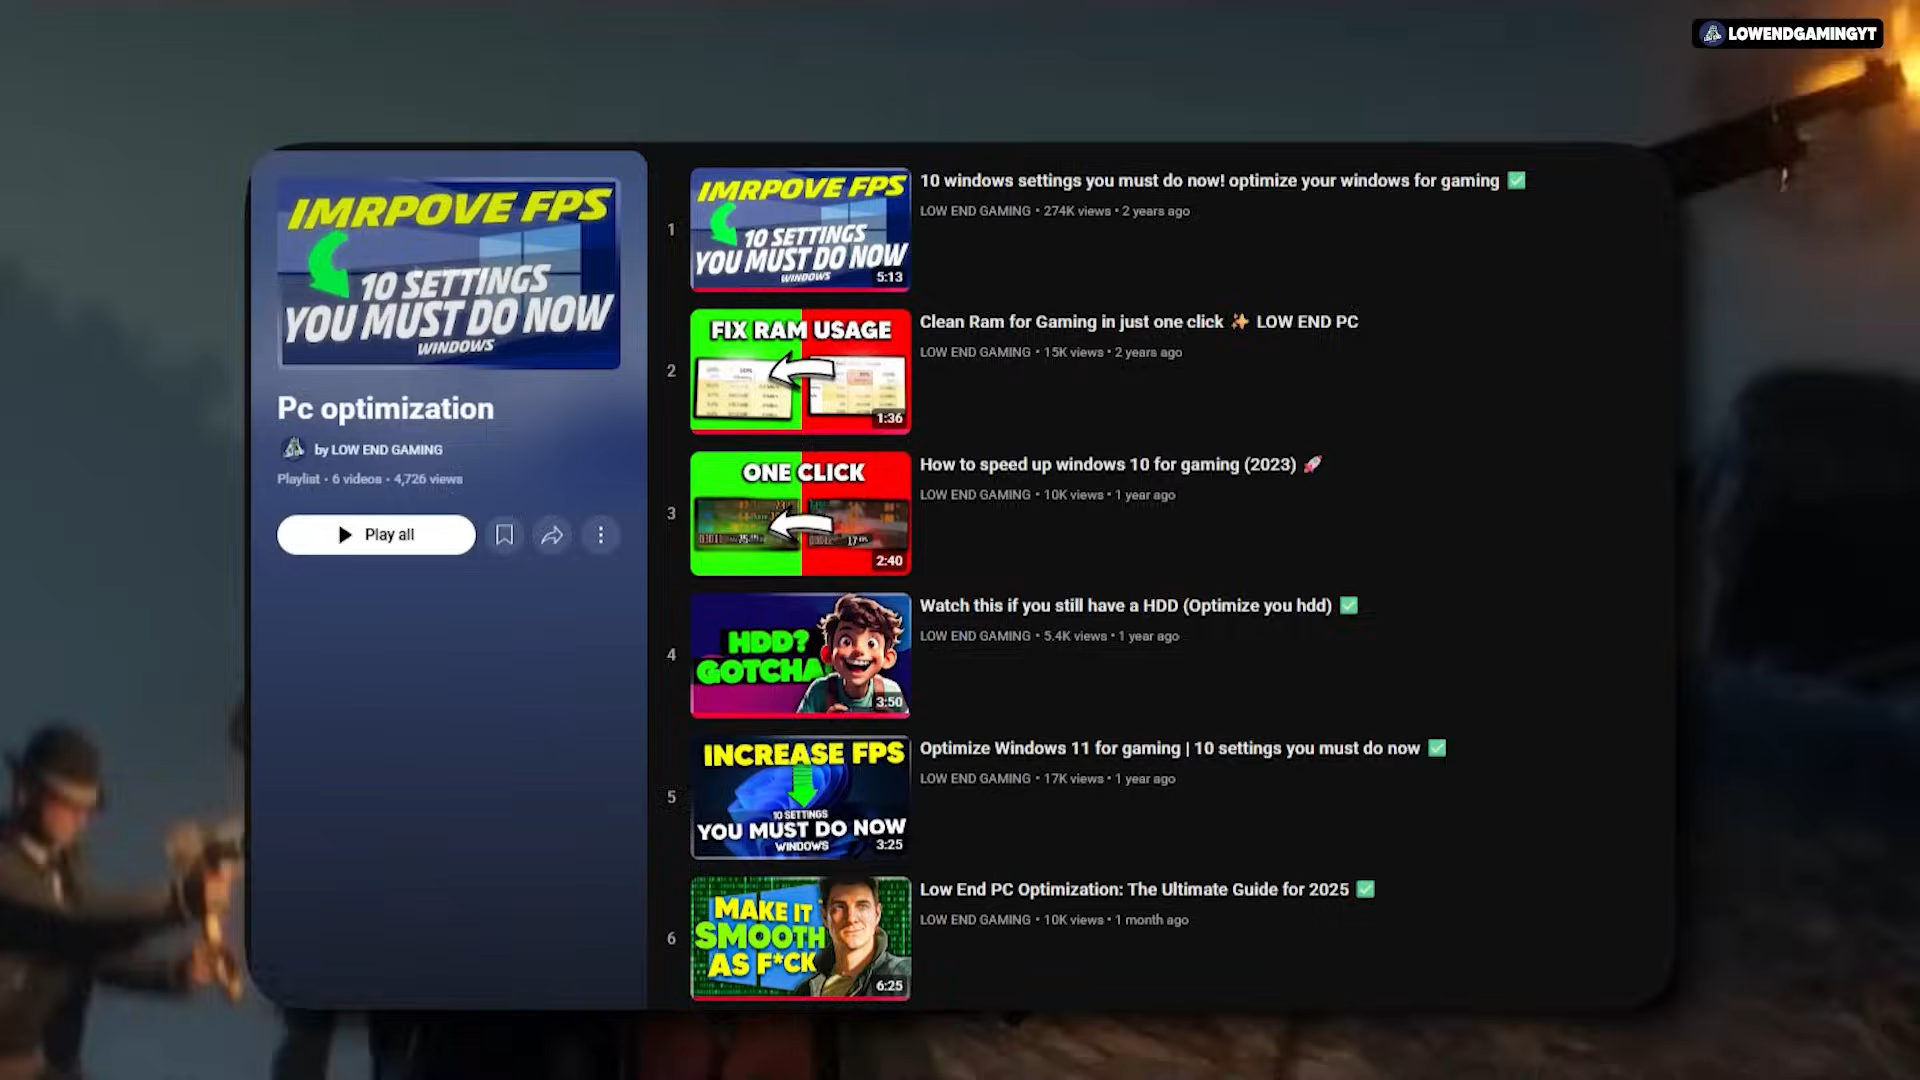 LOWENDGAMINGYT
IMRPOVE FPS
10 SETTINGS
YOU MUST DO NOW
WINDOWS
Pc optimization
by LOW END GAMING
Playlist • 6 videos • 4,726 views
Play all
1
IMRPOVE FPS
10 SETTINGS
YOU MUST DO NOW
WINDOWS
5:13
10 windows settings you must do now! optimize your windows for gaming ✅
LOW END GAMING • 274K views • 2 years ago
2
FIX RAM USAGE
1:36
Clean Ram for Gaming in just one click ✨ LOW END PC
LOW END GAMING • 15K views • 2 years ago
3
ONE CLICK
2:40
How to speed up windows 10 for gaming (2023) 🚀
LOW END GAMING • 10K views • 1 year ago
4
HDD?
GOTCHA
3:50
Watch this if you still have a HDD (Optimize you hdd) ✅
LOW END GAMING • 5.4K views • 1 year ago
5
INCREASE FPS
10 SETTINGS
YOU MUST DO NOW
WINDOWS
3:25
Optimize Windows 11 for gaming | 10 settings you must do now ✅
LOW END GAMING • 17K views • 1 year ago
6
MAKE IT
SMOOTH
AS F*CK
6:25
Low End PC Optimization: The Ultimate Guide for 2025 ✅
LOW END GAMING • 10K views • 1 month ago